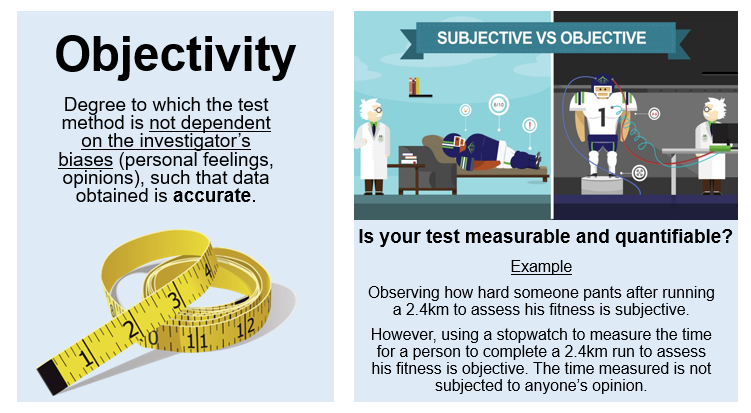 Objectivity
Degree to which the test
method is not dependent
on the investigator's
biases (personal feelings,
opinions), such that data
obtained is accurate.
1
2
3
4
0
11
12
SUBJECTIVE VS OBJECTIVE
6/10
1
Is your test measurable and quantifiable?
Example
Observing how hard someone pants after running
a 2.4km to assess his fitness is subjective.
However, using a stopwatch to measure the time
for a person to complete a 2.4km run to assess
his fitness is objective. The time measured is not
subjected to anyone's opinion.